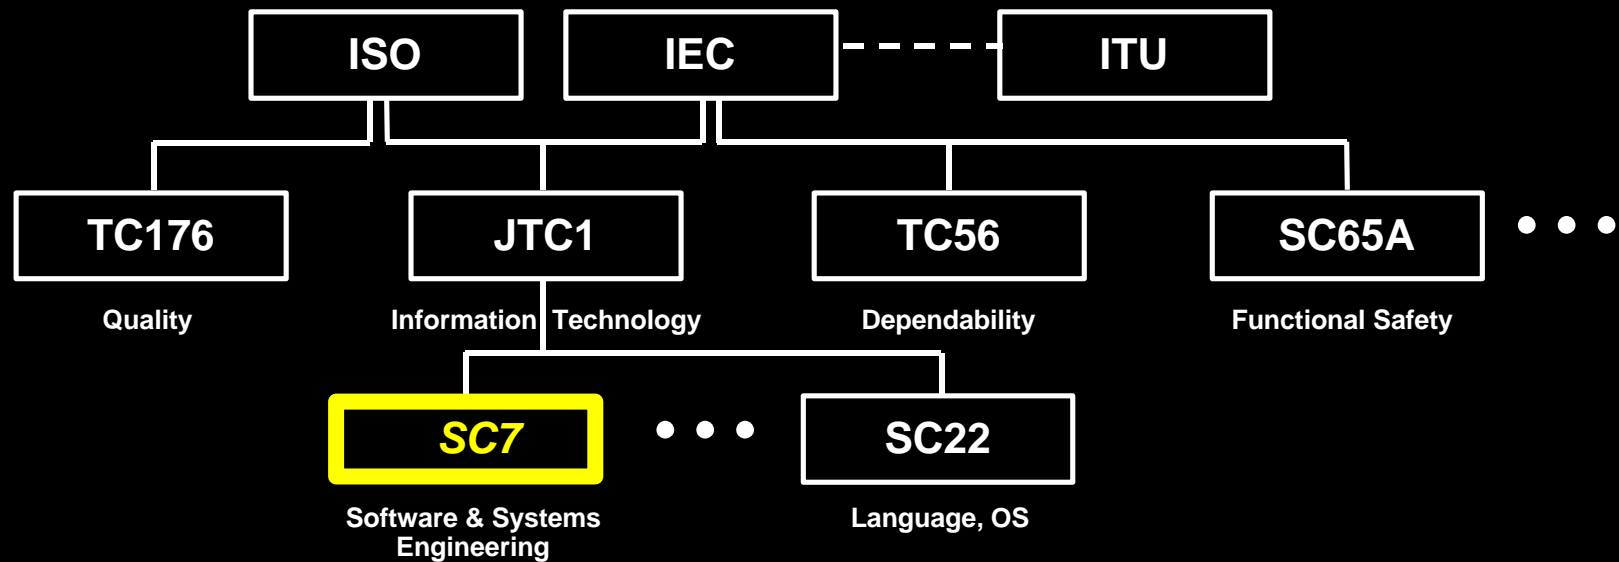 ISO
IEC
ITU
TC176
JTC1
TC56
SC65A
Quality
Information Technology
Dependability
Functional Safety
SC7
SC22
Software & Systems
Engineering
Language, OS